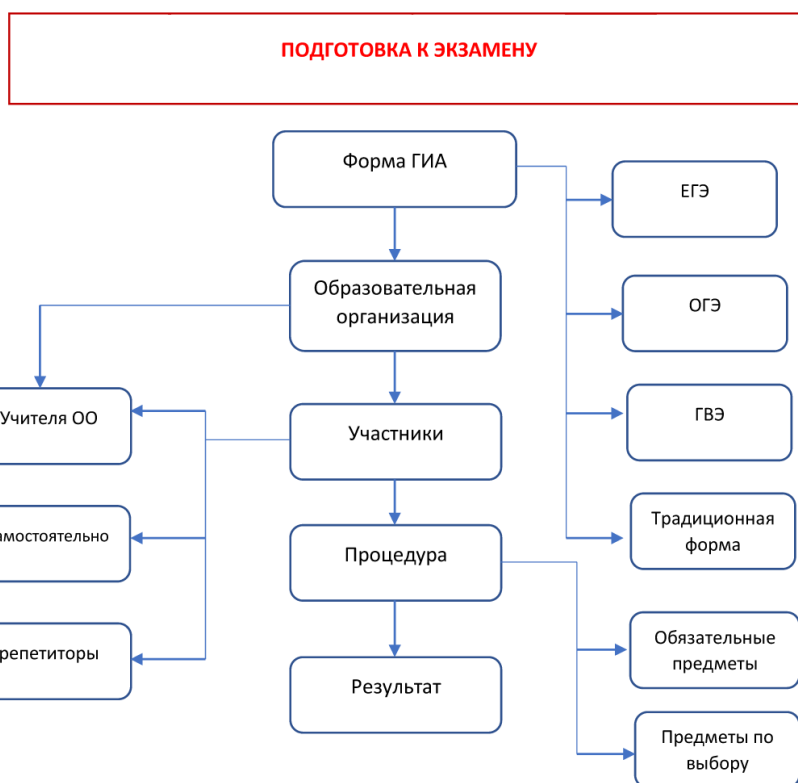 ПОДГОТОВКА К ЭКЗАМЕНУ
Форма ГИА
ЕГЭ
Образовательная
организация
ОГЭ
Учителя ОО
Участники
ГВЭ
амостоятельно
Процедура
Традиционная
форма
репетиторы
Результат
Обязательные
предметы
Предметы по
выбору